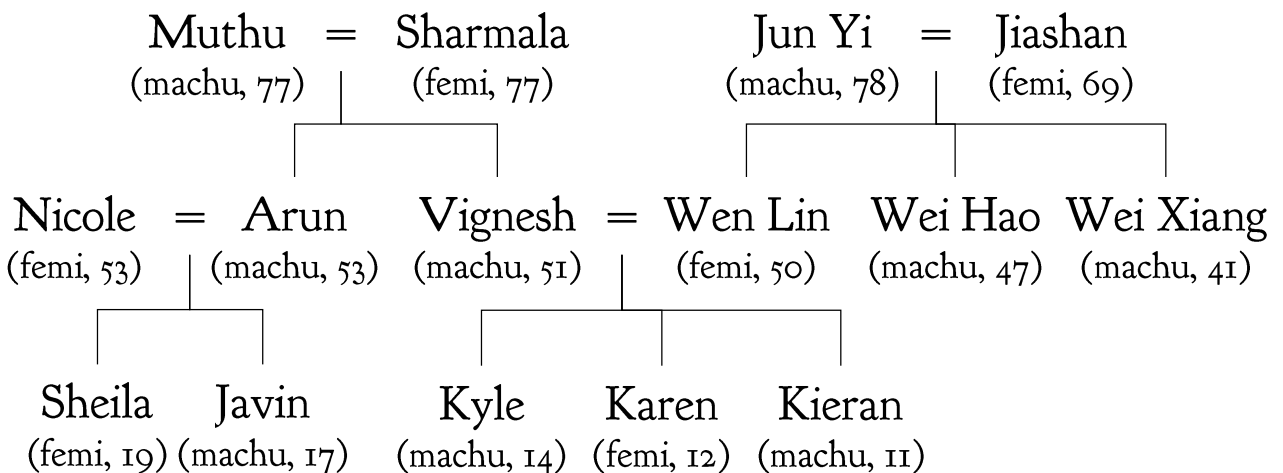 Muthu = Sharmala Jun Yi = Jiashan
(machu, 77) (femi, 77) (machu, 78) (femi, 69)
Nicole = Arun Vignesh = Wen Lin Wei Hao Wei Xiang
(femi, 53) (machu, 53) (machu, 51) (femi, 50) (machu, 47) (machu, 41)
Sheila Javin Kyle Karen Kieran
(femi, 19) (machu, 17) (machu, 14) (femi, 12) (machu, 11)